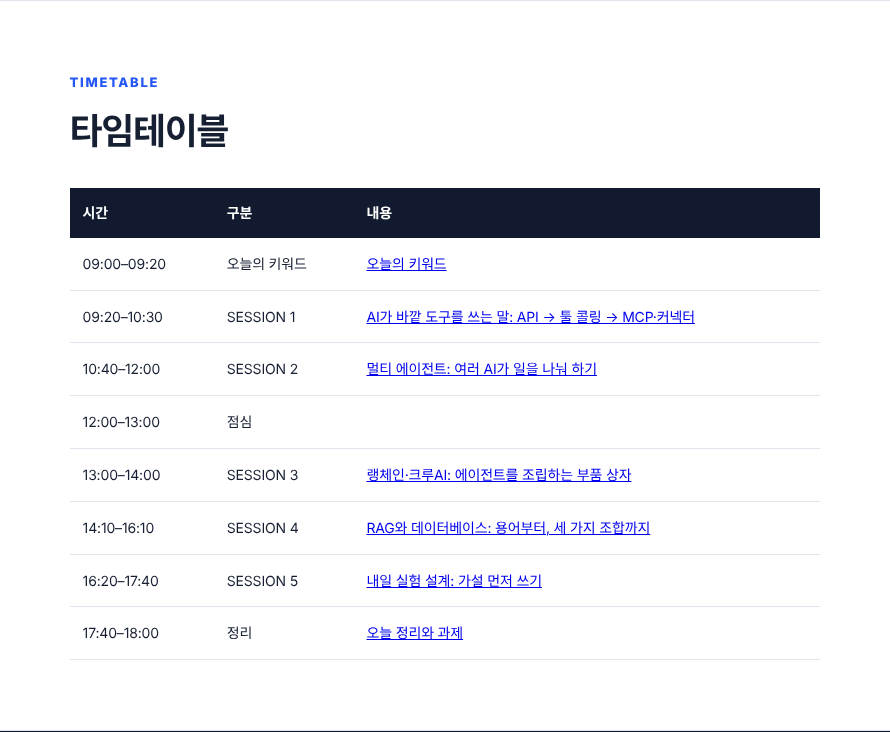 TIMETABLE
타임테이블
시간 구분 내용
09:00–09:20 오늘의 키워드 오늘의 키워드
09:20–10:30 SESSION 1 AI가 바깥 도구를 쓰는 말: API → 툴 콜링 → MCP·커넥터
10:40–12:00 SESSION 2 멀티 에이전트: 여러 AI가 일을 나눠 하기
12:00–13:00 점심
13:00–14:00 SESSION 3 랭체인·크루AI: 에이전트를 조립하는 부품 상자
14:10–16:10 SESSION 4 RAG와 데이터베이스: 용어부터, 세 가지 조합까지
16:20–17:40 SESSION 5 내일 실험 설계: 가설 먼저 쓰기
17:40–18:00 정리 오늘 정리와 과제